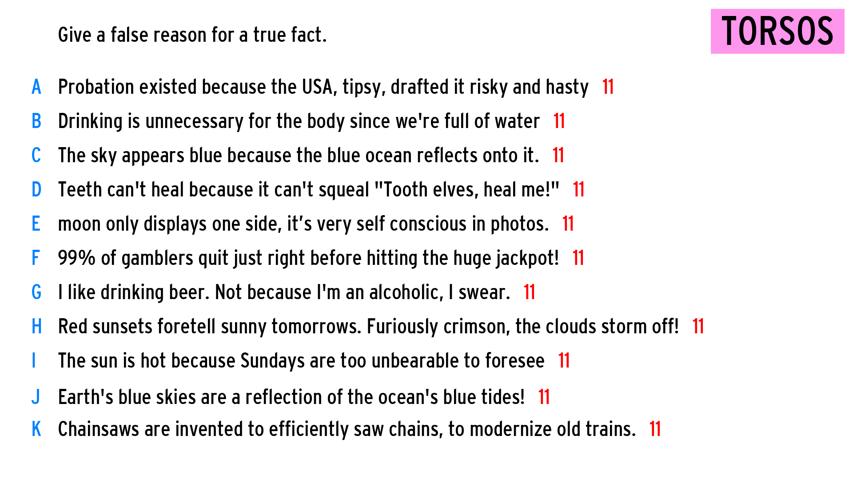 Give a false reason for a true fact.
TORSOS
A Probation existed because the USA, tipsy, drafted it risky and hasty 11
B Drinking is unnecessary for the body since we're full of water 11
C The sky appears blue because the blue ocean reflects onto it. 11
D Teeth can't heal because it can't squeal "Tooth elves, heal me!" 11
E moon only displays one side, it’s very self conscious in photos. 11
F 99% of gamblers quit just right before hitting the huge jackpot! 11
G I like drinking beer. Not because I'm an alcoholic, I swear. 11
H Red sunsets foretell sunny tomorrows. Furiously crimson, the clouds storm off! 11
I The sun is hot because Sundays are too unbearable to foresee 11
J Earth's blue skies are a reflection of the ocean's blue tides! 11
K Chainsaws are invented to efficiently saw chains, to modernize old trains. 11